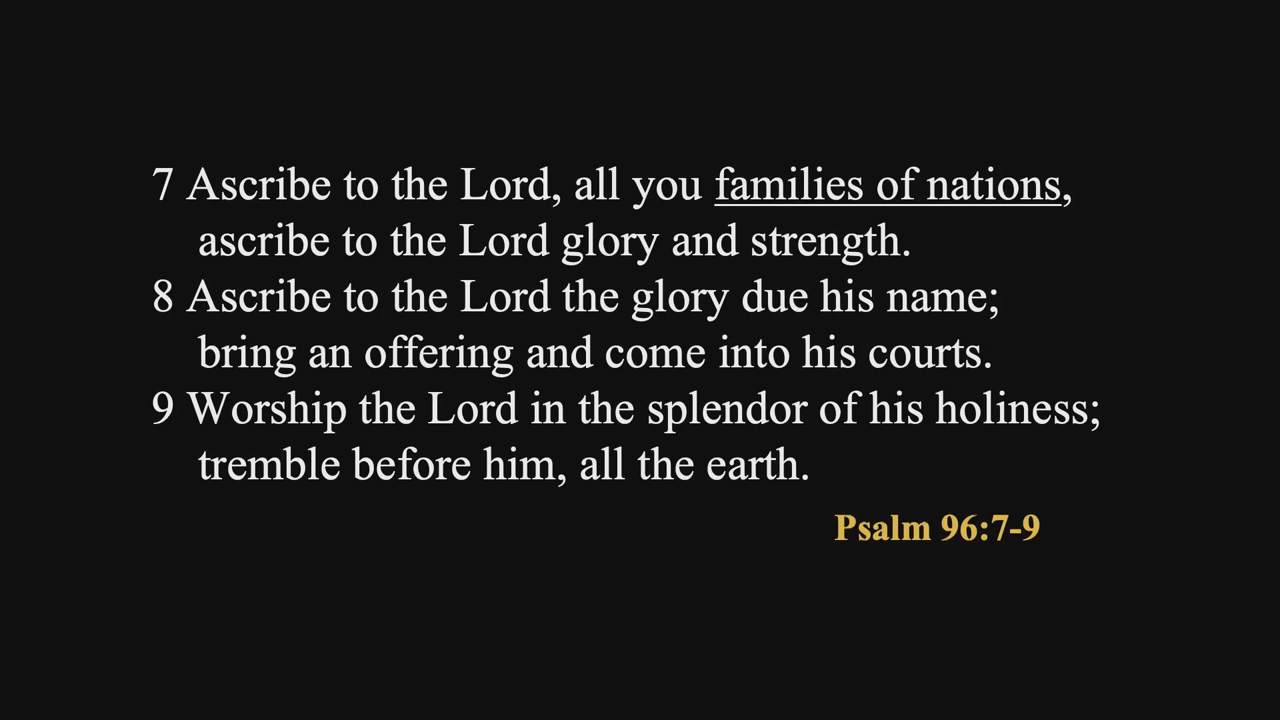 7 Ascribe to the Lord, all you families of nations,
ascribe to the Lord glory and strength.
8 Ascribe to the Lord the glory due his name;
bring an offering and come into his courts.
9 Worship the Lord in the splendor of his holiness;
tremble before him, all the earth.
Psalm 96:7-9